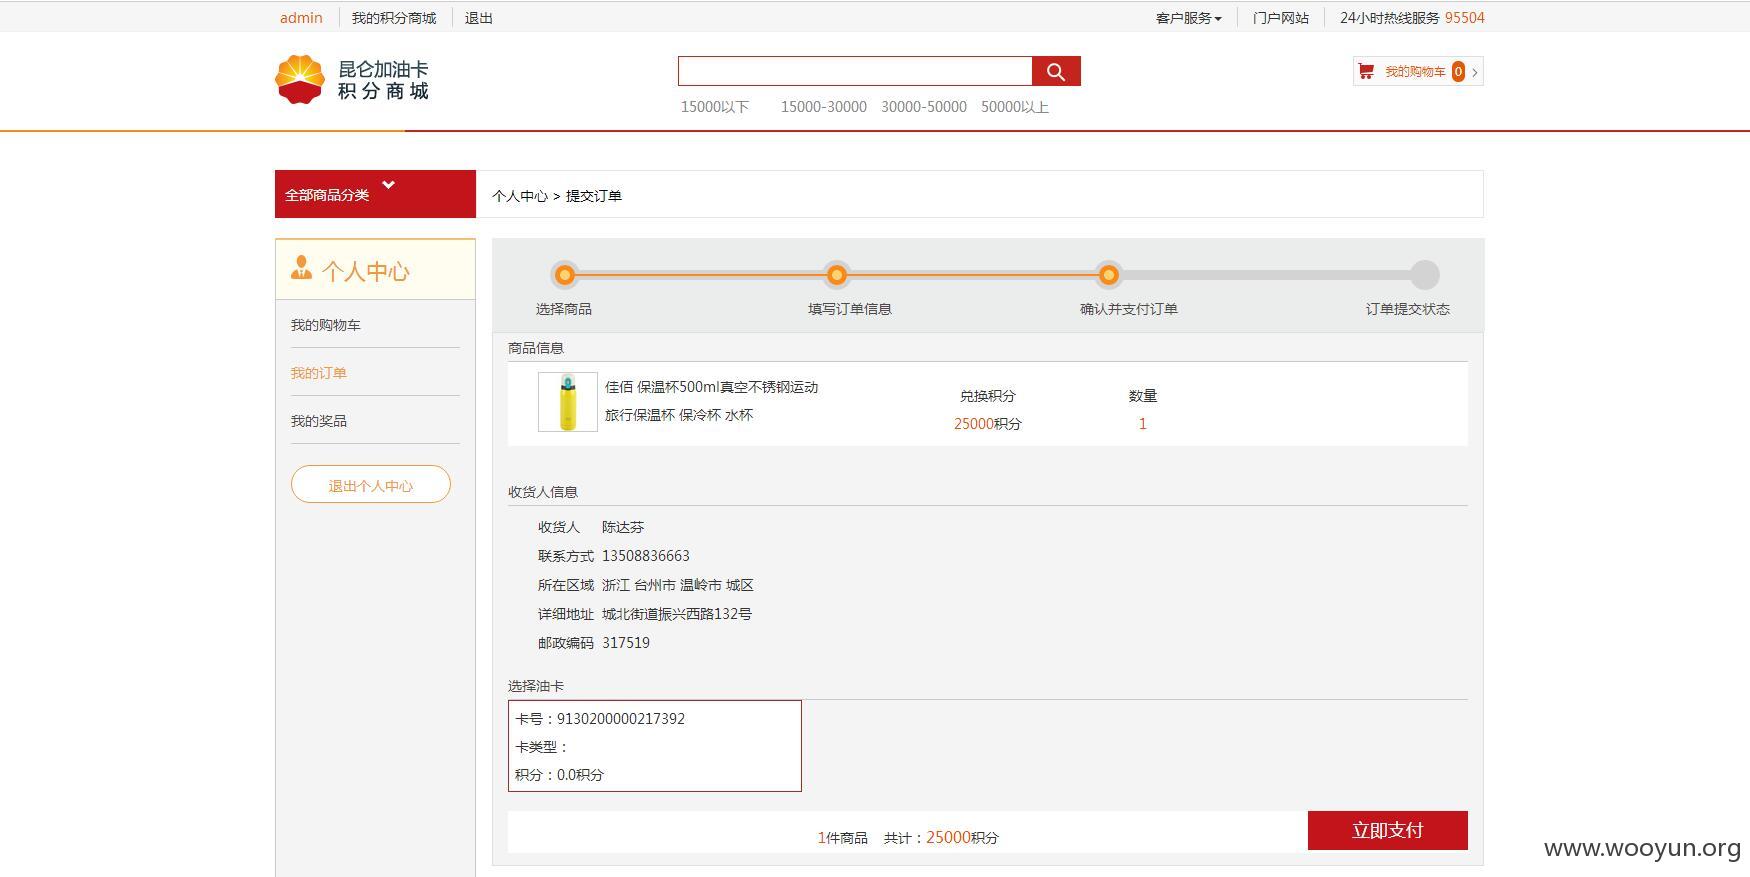 admin 我的积分商城 退出
客户服务 门户网站 24小时热线服务 95504
昆仑加油卡
积分商城
我的购物车 0 >
15000以下 15000-30000 30000-50000 50000以上
全部商品分类
个人中心 > 提交订单
个人中心
我的购物车
我的订单
我的奖品
退出个人中心
选择商品 填写订单信息 确认并支付订单 订单提交状态
商品信息
佳佰 保温杯500ml真空不锈钢运动
旅行保温杯 保冷杯 水杯
兑换积分 数量
25000积分 1
收货人信息
收货人 陈达芬
联系方式 13508836663
所在区域 浙江 台州市 温岭市 城区
详细地址 城北街道振兴西路132号
邮政编码 317519
选择油卡
卡号：9130200000217392
卡类型：
积分：0.0积分
1件商品 共计：25000积分
立即支付
www.wooyun.org